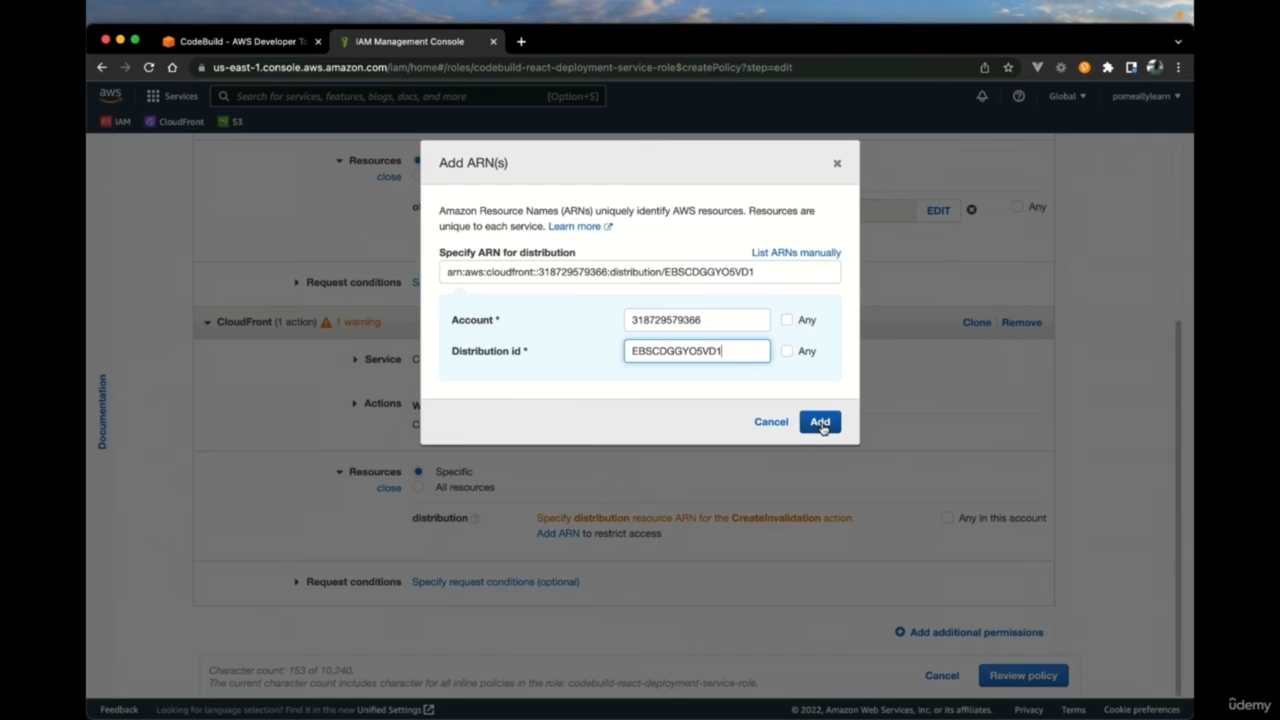 CodeBuild - AWS Developer To
IAM Management Console
us-east-1.console.aws.amazon.com/iam/home#/roles/codebuild-react-deployment-service-role$createPolicy?step=edit
aws Services Search for services, features, blogs, docs, and more [Option+S] Global pomeallylearn
IAM CloudFront S3
Add ARN(s)
Amazon Resource Names (ARNs) uniquely identify AWS resources. Resources are
unique to each service. Learn more
Specify ARN for distribution List ARNs manually
arn:aws:cloudfront::318729579366:distribution/EBSCDGGYO5VD1
Account * 318729579366 Any
Distribution id * EBSCDGGYO5VD1 Any
Cancel Add
Resources
close
EDIT Any
Request conditions
CloudFront (1 action) 1 warning Clone Remove
Service
Actions
Documentation
Resources Specific
close All resources
distribution Specify distribution resource ARN for the CreateInvalidation action. Any in this account
Add ARN to restrict access
Request conditions Specify request conditions (optional)
Add additional permissions
Character count: 153 of 10,240.
The current character count includes character for all inline policies in the role: codebuild-react-deployment-service-role.
Cancel Review policy
Feedback Looking for language selection? Find it in the new Unified Settings © 2022, Amazon Web Services, Inc. or its affiliates. Privacy Terms Cookie preferences
udemy